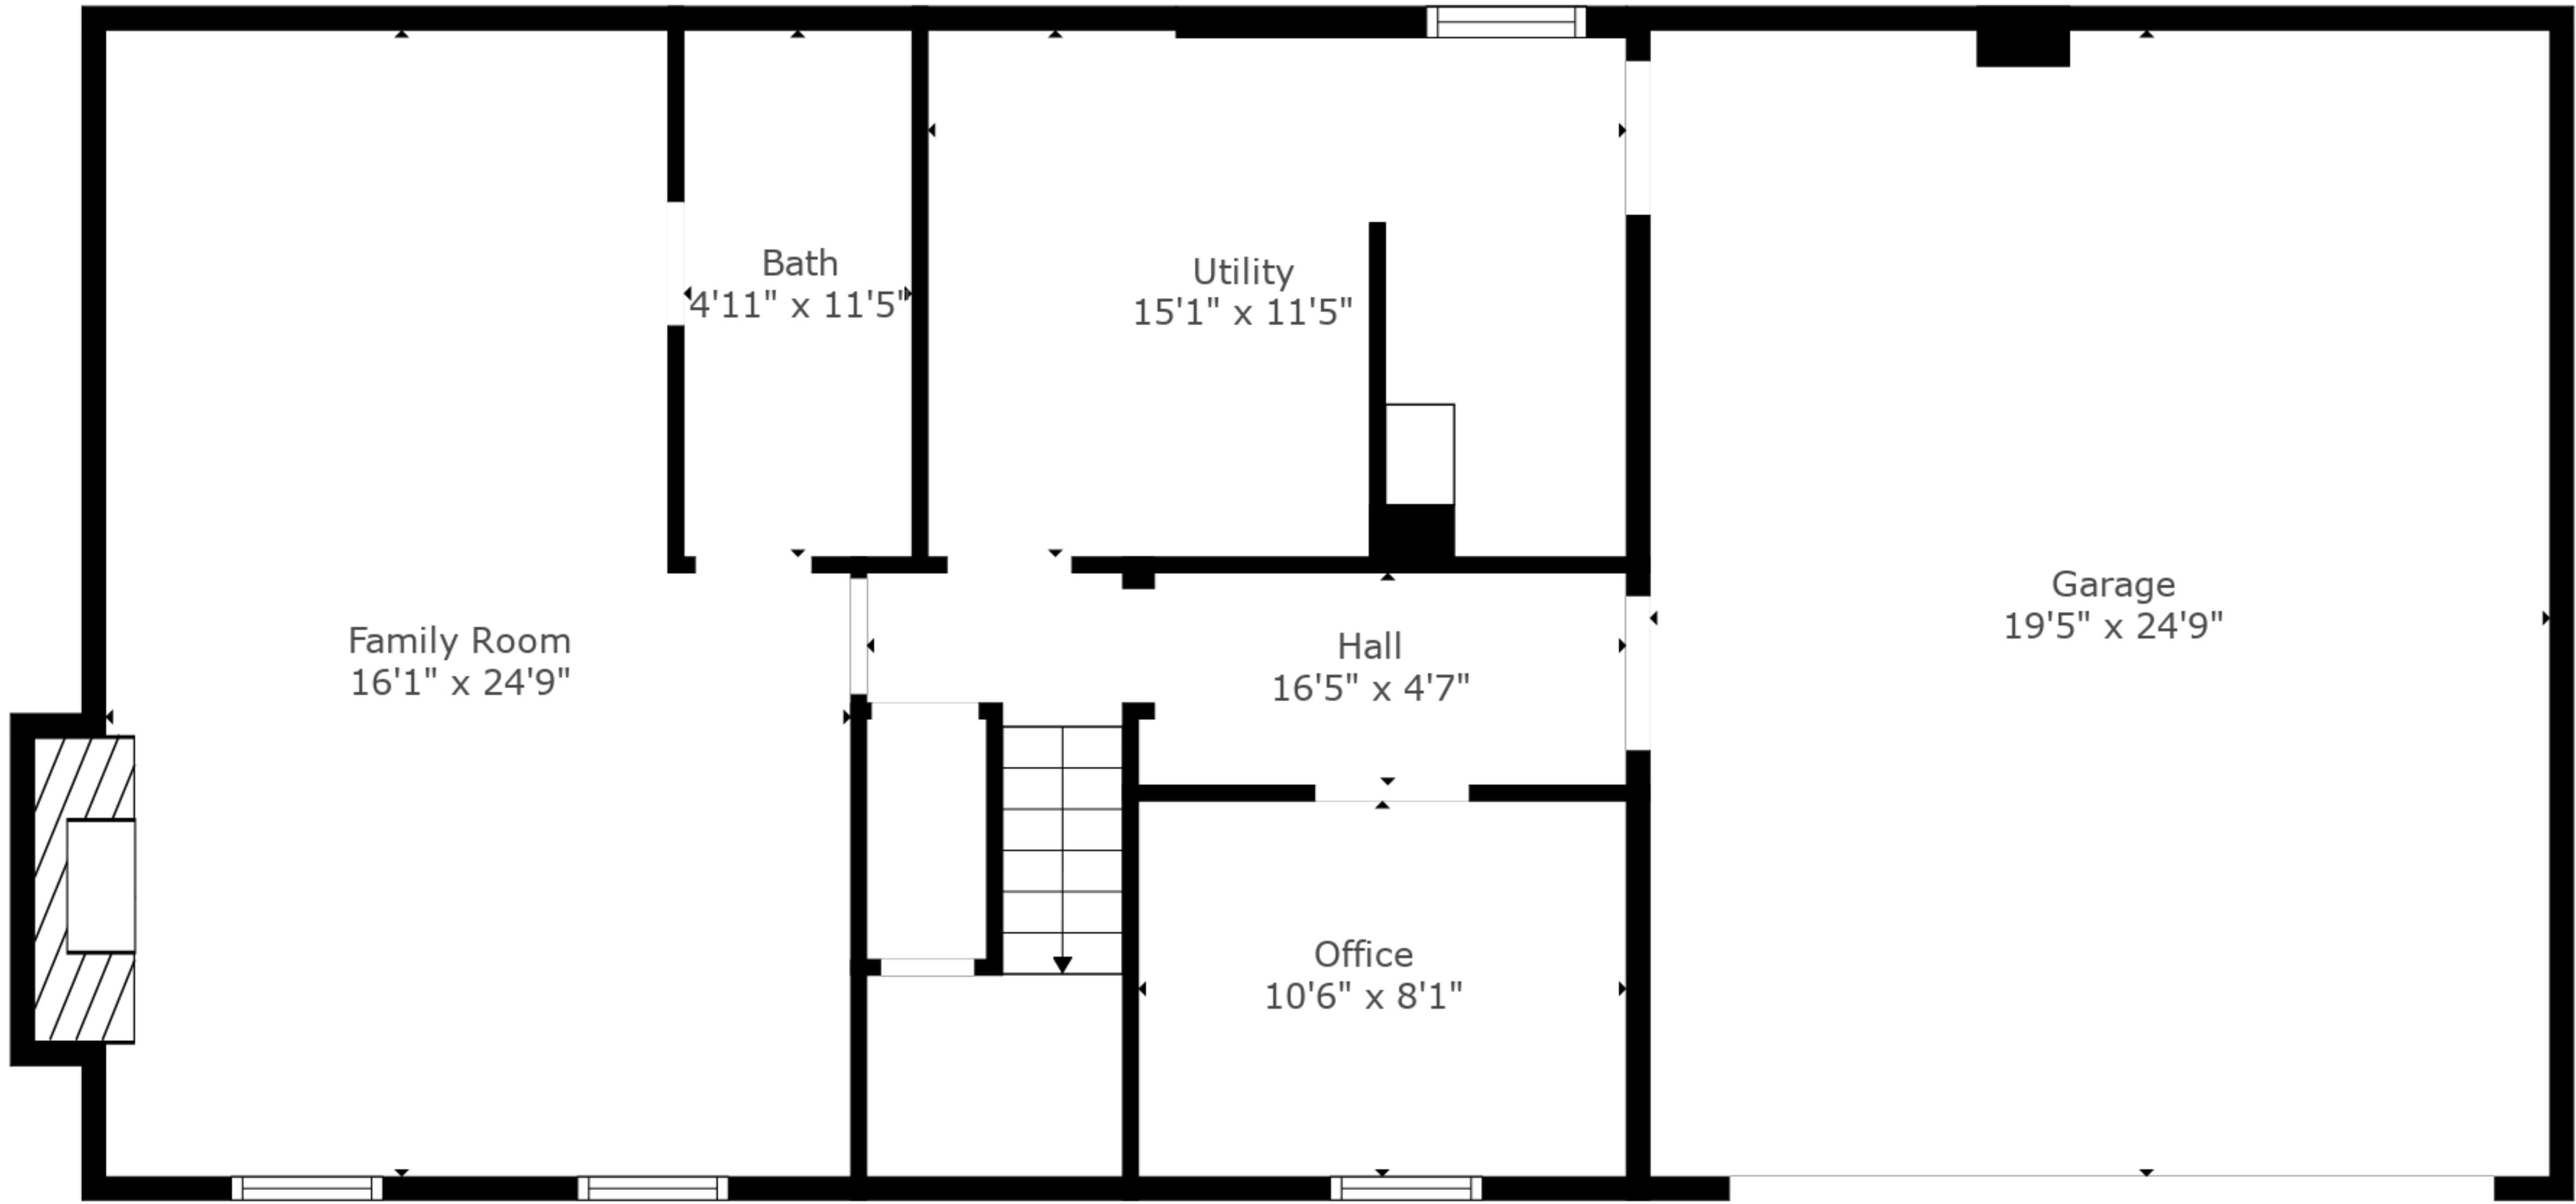 Bath
4'11" x 11'5"
Utility
15'1" x 11'5"
Family Room
16'1" x 24'9"
Hall
16'5" x 4'7"
Garage
19'5" x 24'9"
Office
10'6" x 8'1"